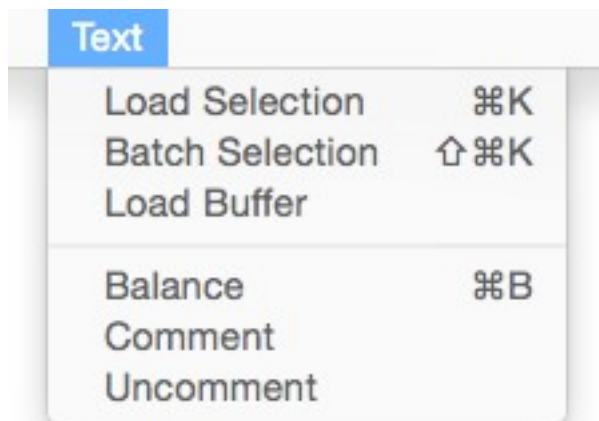 Text
Load Selection ⌘K
Batch Selection ⇧⌘K
Load Buffer
Balance ⌘B
Comment
Uncomment